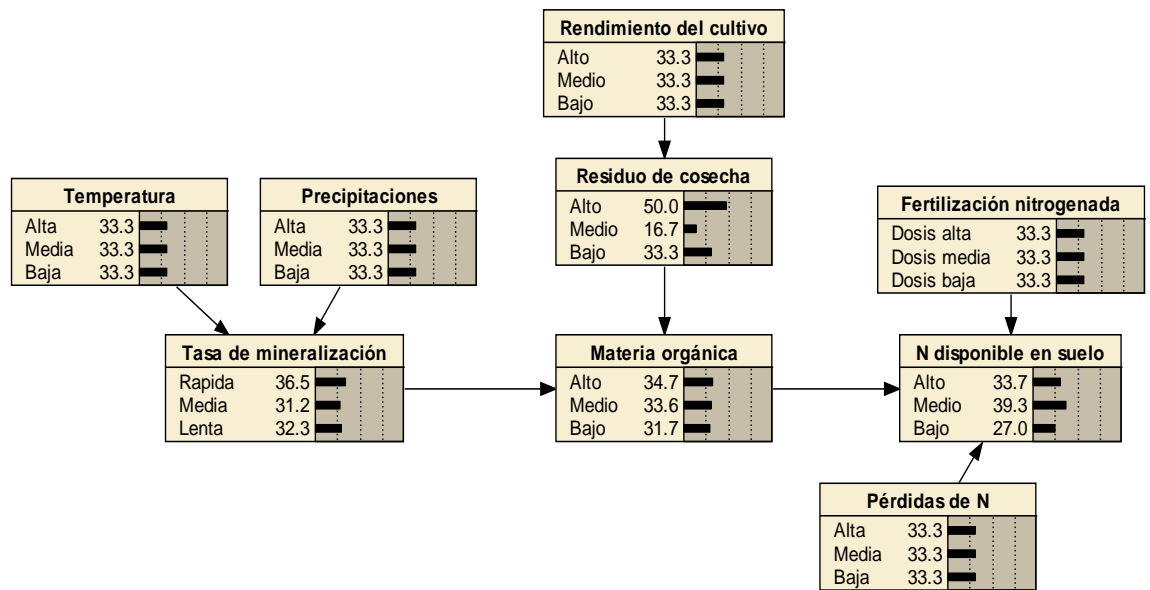 Rendimiento del cultivo
Alto 33.3
Medio 33.3
Bajo 33.3
Residuo de cosecha
Alto 50.0
Medio 16.7
Bajo 33.3
Temperatura
Alta 33.3
Media 33.3
Baja 33.3
Precipitaciones
Alta 33.3
Media 33.3
Baja 33.3
Fertilización nitrogenada
Dosis alta 33.3
Dosis media 33.3
Dosis baja 33.3
Tasa de mineralización
Rapida 36.5
Media 31.2
Lenta 32.3
Materia orgánica
Alto 34.7
Medio 33.6
Bajo 31.7
N disponible en suelo
Alto 33.7
Medio 39.3
Bajo 27.0
Pérdidas de N
Alta 33.3
Media 33.3
Baja 33.3